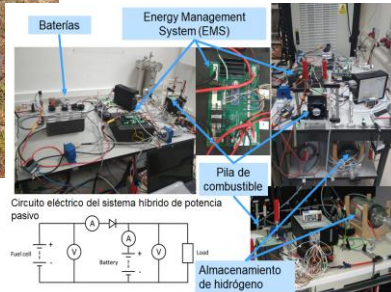 Baterías
Energy Management
System (EMS)
Pila de
combustible
Circuito eléctrico del sistema híbrido de potencia
pasivo
A
Fuel cell
+
-
V
A
Battery
+
-
V
Load
Almacenamiento
de hidrógeno